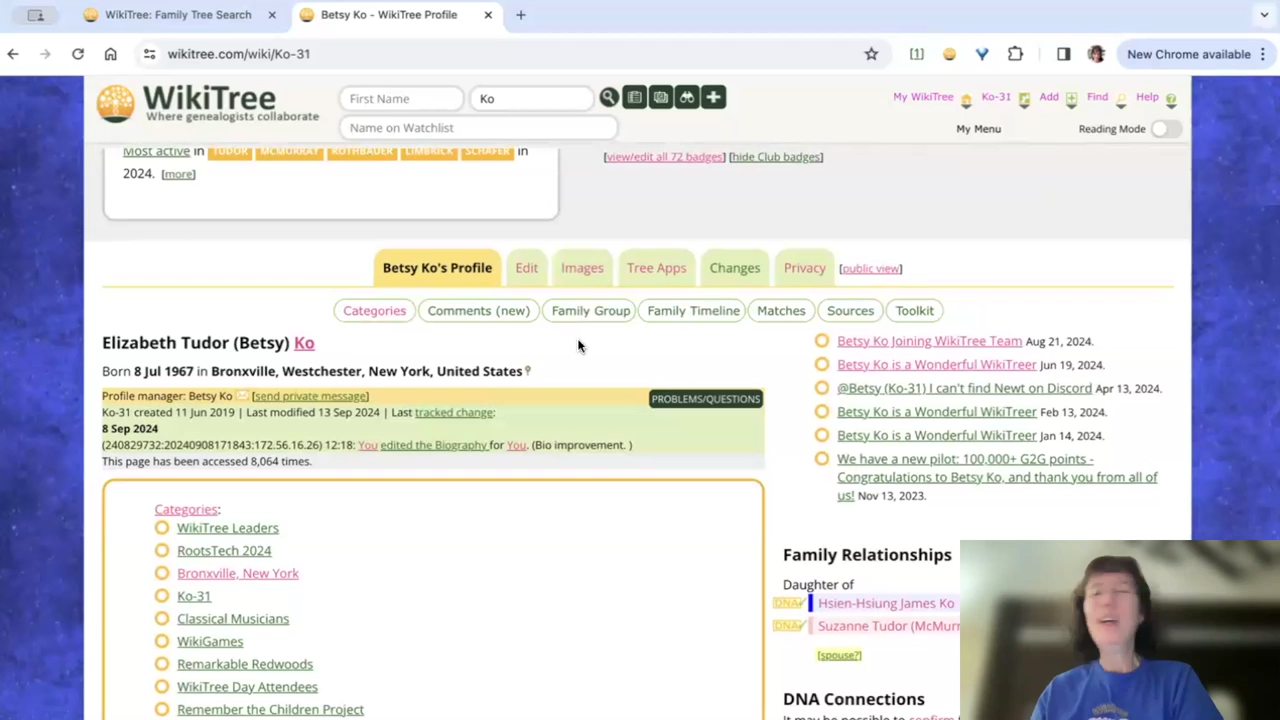 WikiTree: Family Tree Search
Betsy Ko - WikiTree Profile
wikitree.com/wiki/Ko-31
[1]
New Chrome available
WikiTree
Where genealogists collaborate
First Name
Ko
Name on Watchlist
My WikiTree
Ko-31
Add
Find
Help
My Menu
Reading Mode
Most active in TUDOR MCMURRAY ROTHBAUER LIMBRICK SCHAFER in
2024. [more]
[view/edit all 72 badges] [hide Club badges]
Betsy Ko's Profile
Edit
Images
Tree Apps
Changes
Privacy
[public view]
Categories
Comments (new)
Family Group
Family Timeline
Matches
Sources
Toolkit
Elizabeth Tudor (Betsy) Ko
Born 8 Jul 1967 in Bronxville, Westchester, New York, United States
Profile manager: Betsy Ko [send private message]
PROBLEMS/QUESTIONS
Ko-31 created 11 Jun 2019 | Last modified 13 Sep 2024 | Last tracked change:
8 Sep 2024
(240829732:20240908171843:172.56.16.26) 12:18: You edited the Biography for You. (Bio improvement. )
This page has been accessed 8,064 times.
Categories:
WikiTree Leaders
RootsTech 2024
Bronxville, New York
Ko-31
Classical Musicians
WikiGames
Remarkable Redwoods
WikiTree Day Attendees
Remember the Children Project
Betsy Ko Joining WikiTree Team Aug 21, 2024.
Betsy Ko is a Wonderful WikiTreer Jun 19, 2024.
@Betsy (Ko-31) I can't find Newt on Discord Apr 13, 2024.
Betsy Ko is a Wonderful WikiTreer Feb 13, 2024.
Betsy Ko is a Wonderful WikiTreer Jan 14, 2024.
We have a new pilot: 100,000+ G2G points -
Congratulations to Betsy Ko, and thank you from all of
us! Nov 13, 2023.
Family Relationships
Daughter of
DNA Hsien-Hsiung James Ko
DNA Suzanne Tudor (McMurr
[spouse?]
DNA Connections
It may be possible to confirm